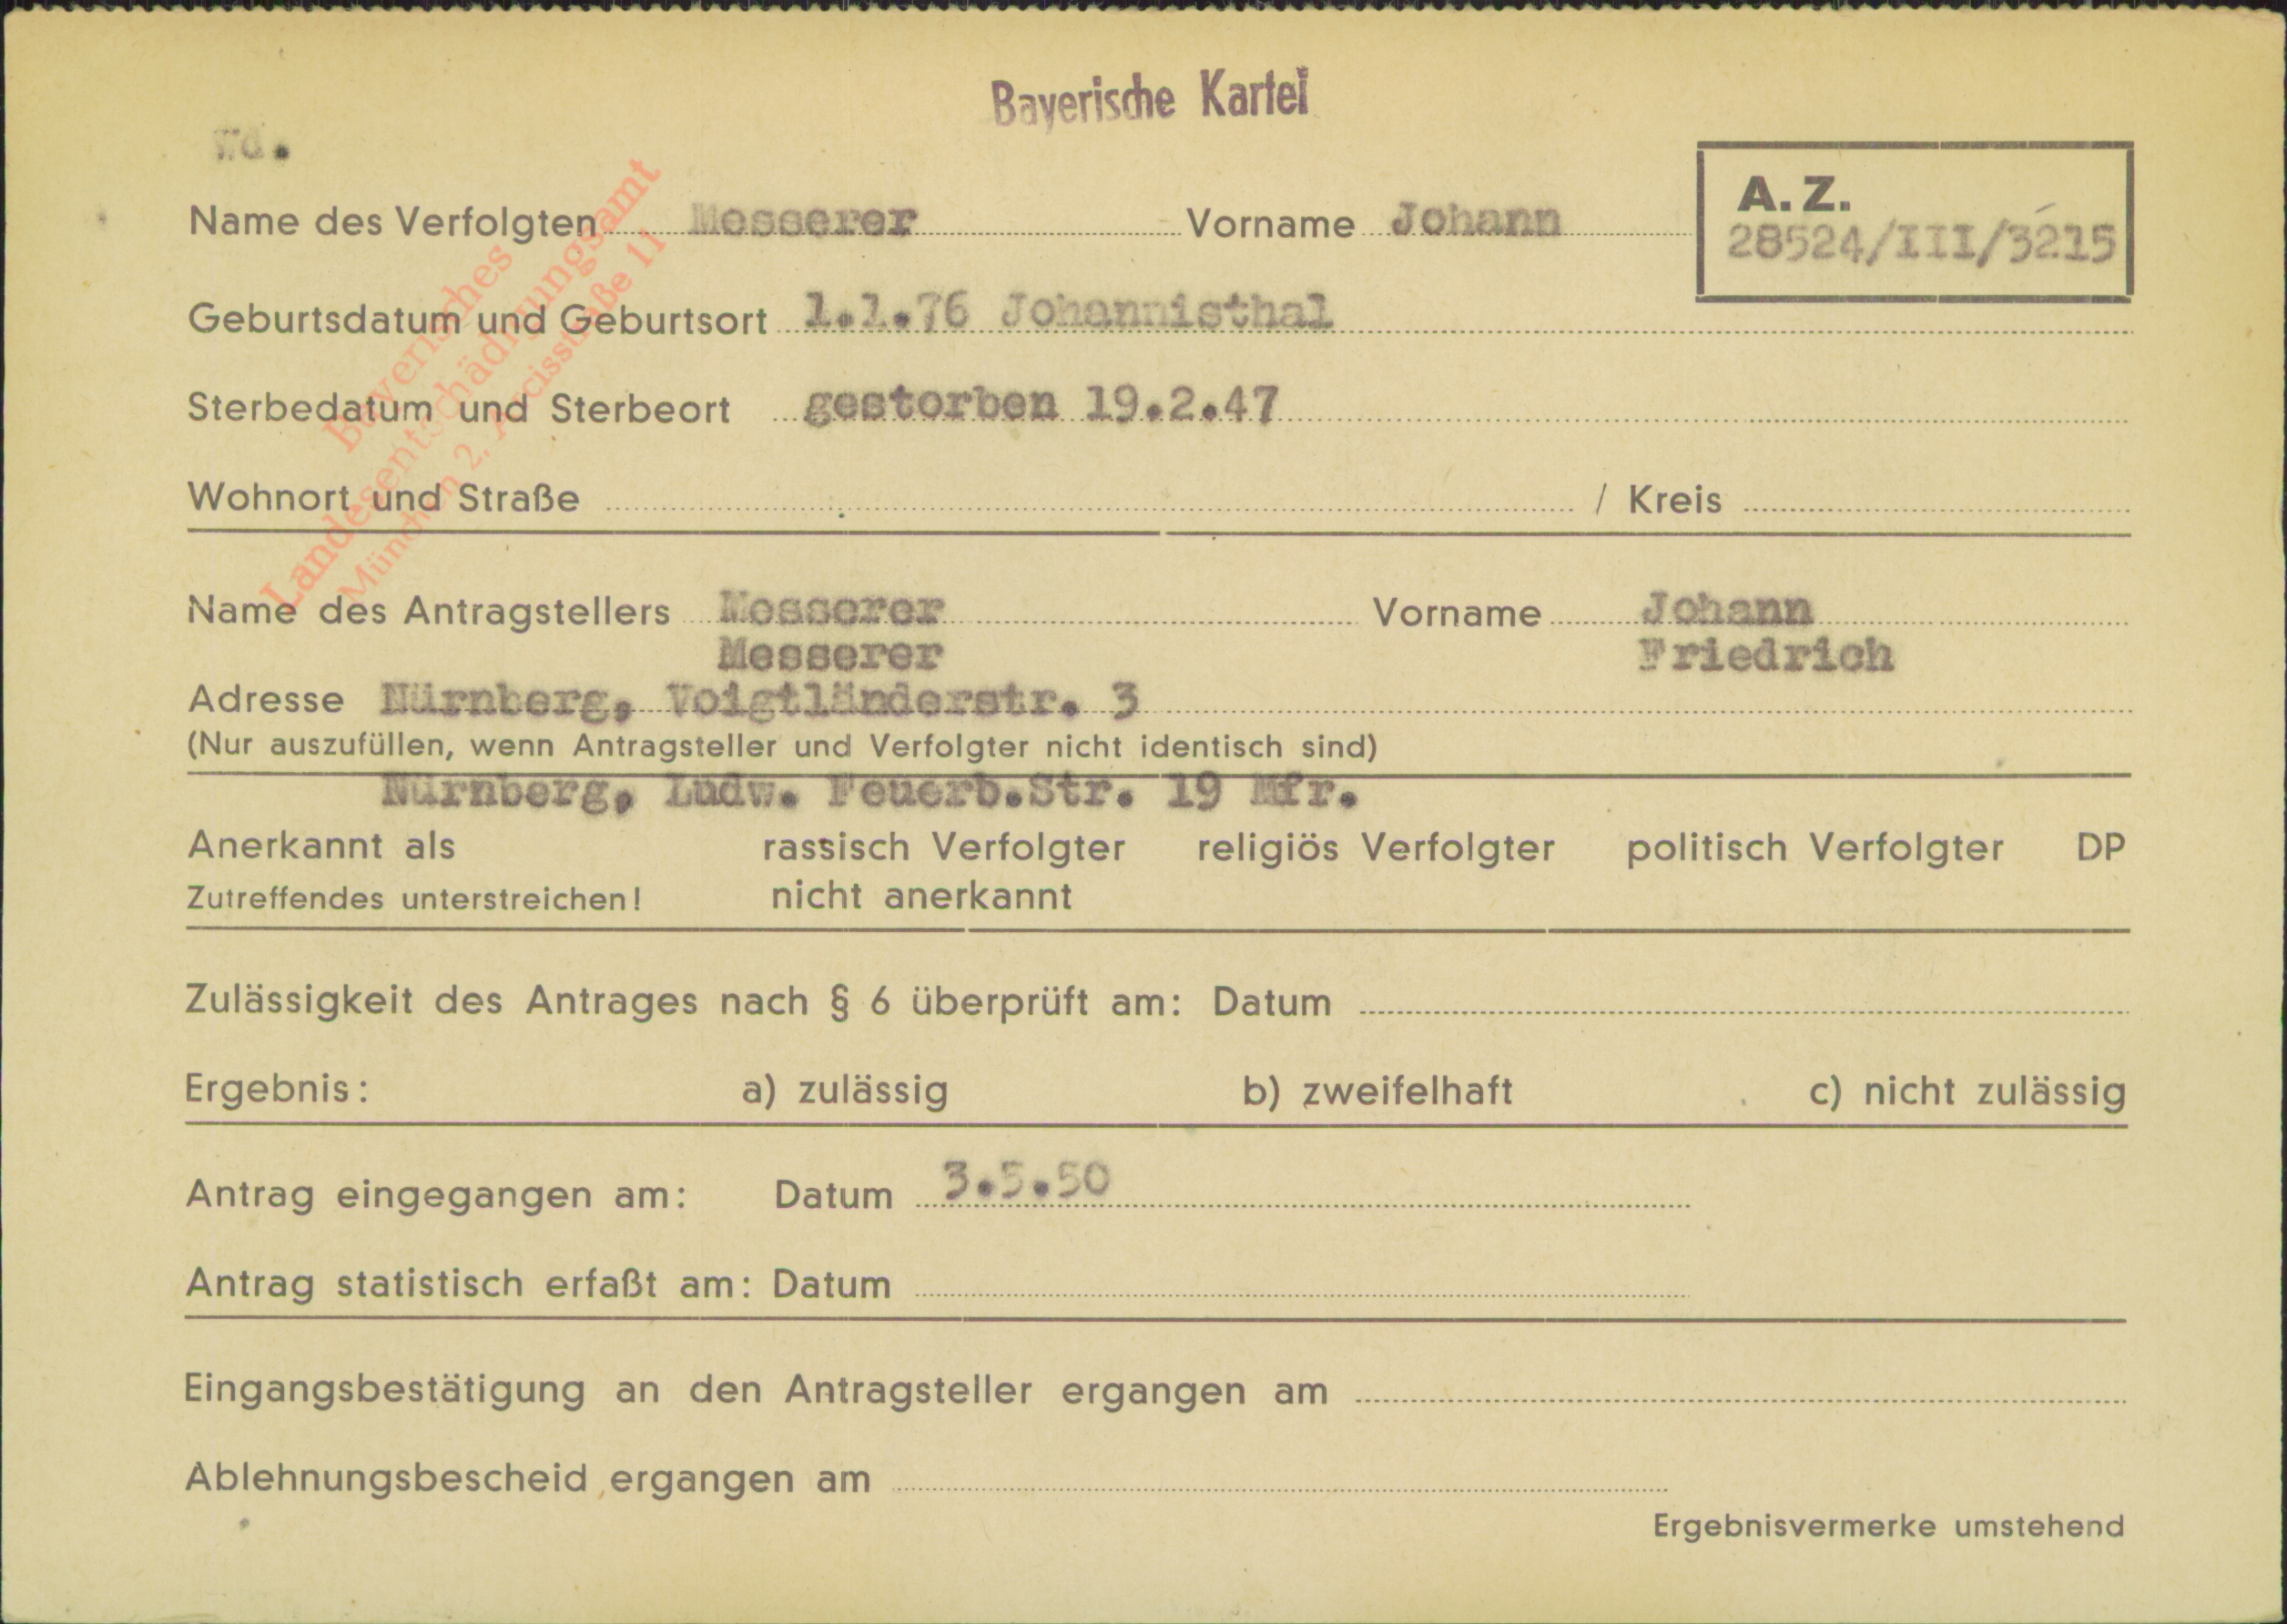 Bayerische Kartei
Wd.
A. Z.
28524/III/3215
Name des Verfolgten Messerer Vorname Johann
Geburtsdatum und Geburtsort 1.1.76 Johannisthal
Sterbedatum und Sterbeort gestorben 19.2.47
Wohnort und Straße / Kreis
Bayerisches
Landesentschädigungsamt
München 2, Arcisstraße 11
Name des Antragstellers Messerer Vorname Johann
Messerer Friedrich
Adresse Nürnberg, Voigtländerstr. 3
(Nur auszufüllen, wenn Antragsteller und Verfolgter nicht identisch sind)
Nürnberg, Ludw. Feuerb.Str. 19 Mfr.
Anerkannt als rassisch Verfolgter religiös Verfolgter politisch Verfolgter DP
Zutreffendes unterstreichen! nicht anerkannt
Zulässigkeit des Antrages nach § 6 überprüft am: Datum
Ergebnis: a) zulässig b) zweifelhaft c) nicht zulässig
Antrag eingegangen am: Datum 3.5.50
Antrag statistisch erfaßt am: Datum
Eingangsbestätigung an den Antragsteller ergangen am
Ablehnungsbescheid ergangen am
Ergebnisvermerke umstehend